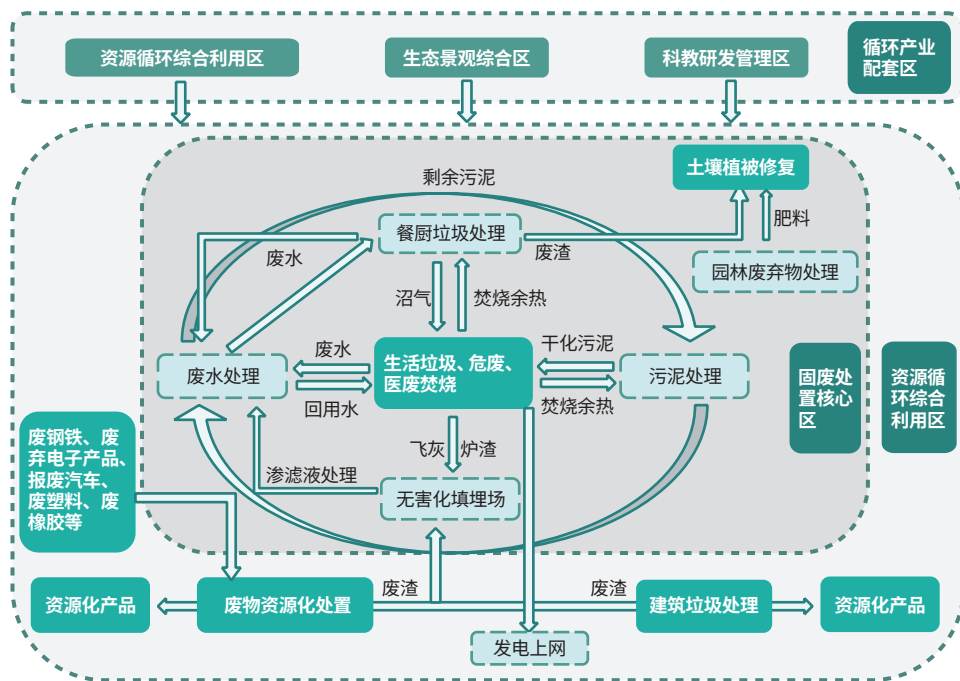 资源循环综合利用区
生态景观综合区
科教研发管理区
循环产业
配套区
剩余污泥
土壤植被修复
餐厨垃圾处理
肥料
废水
废渣
园林废弃物处理
沼气
焚烧余热
废水
干化污泥
废水处理
生活垃圾、危废、
医废焚烧
污泥处理
回用水
焚烧余热
固废处
置核心
区
资源循
环综合
利用区
废钢铁、废
弃电子产品、
报废汽车、
废塑料、废
橡胶等
飞灰
炉渣
渗滤液处理
无害化填埋场
废渣
废渣
资源化产品
废物资源化处置
建筑垃圾处理
资源化产品
发电上网